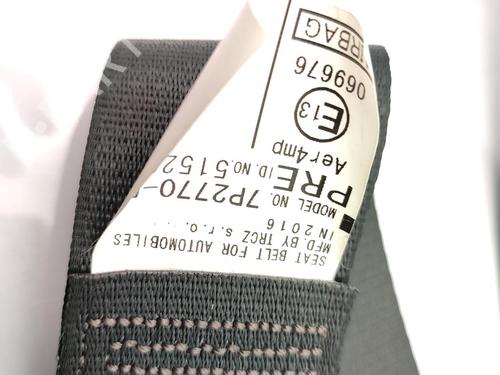 SEAT BELT FOR AUTOMOBILES
MFD. BY TRCZ s.r.o....
IN 2016
MODEL NO. 7P2770-
PRE ID. NO. 5152
Aer4mp
E13
069676